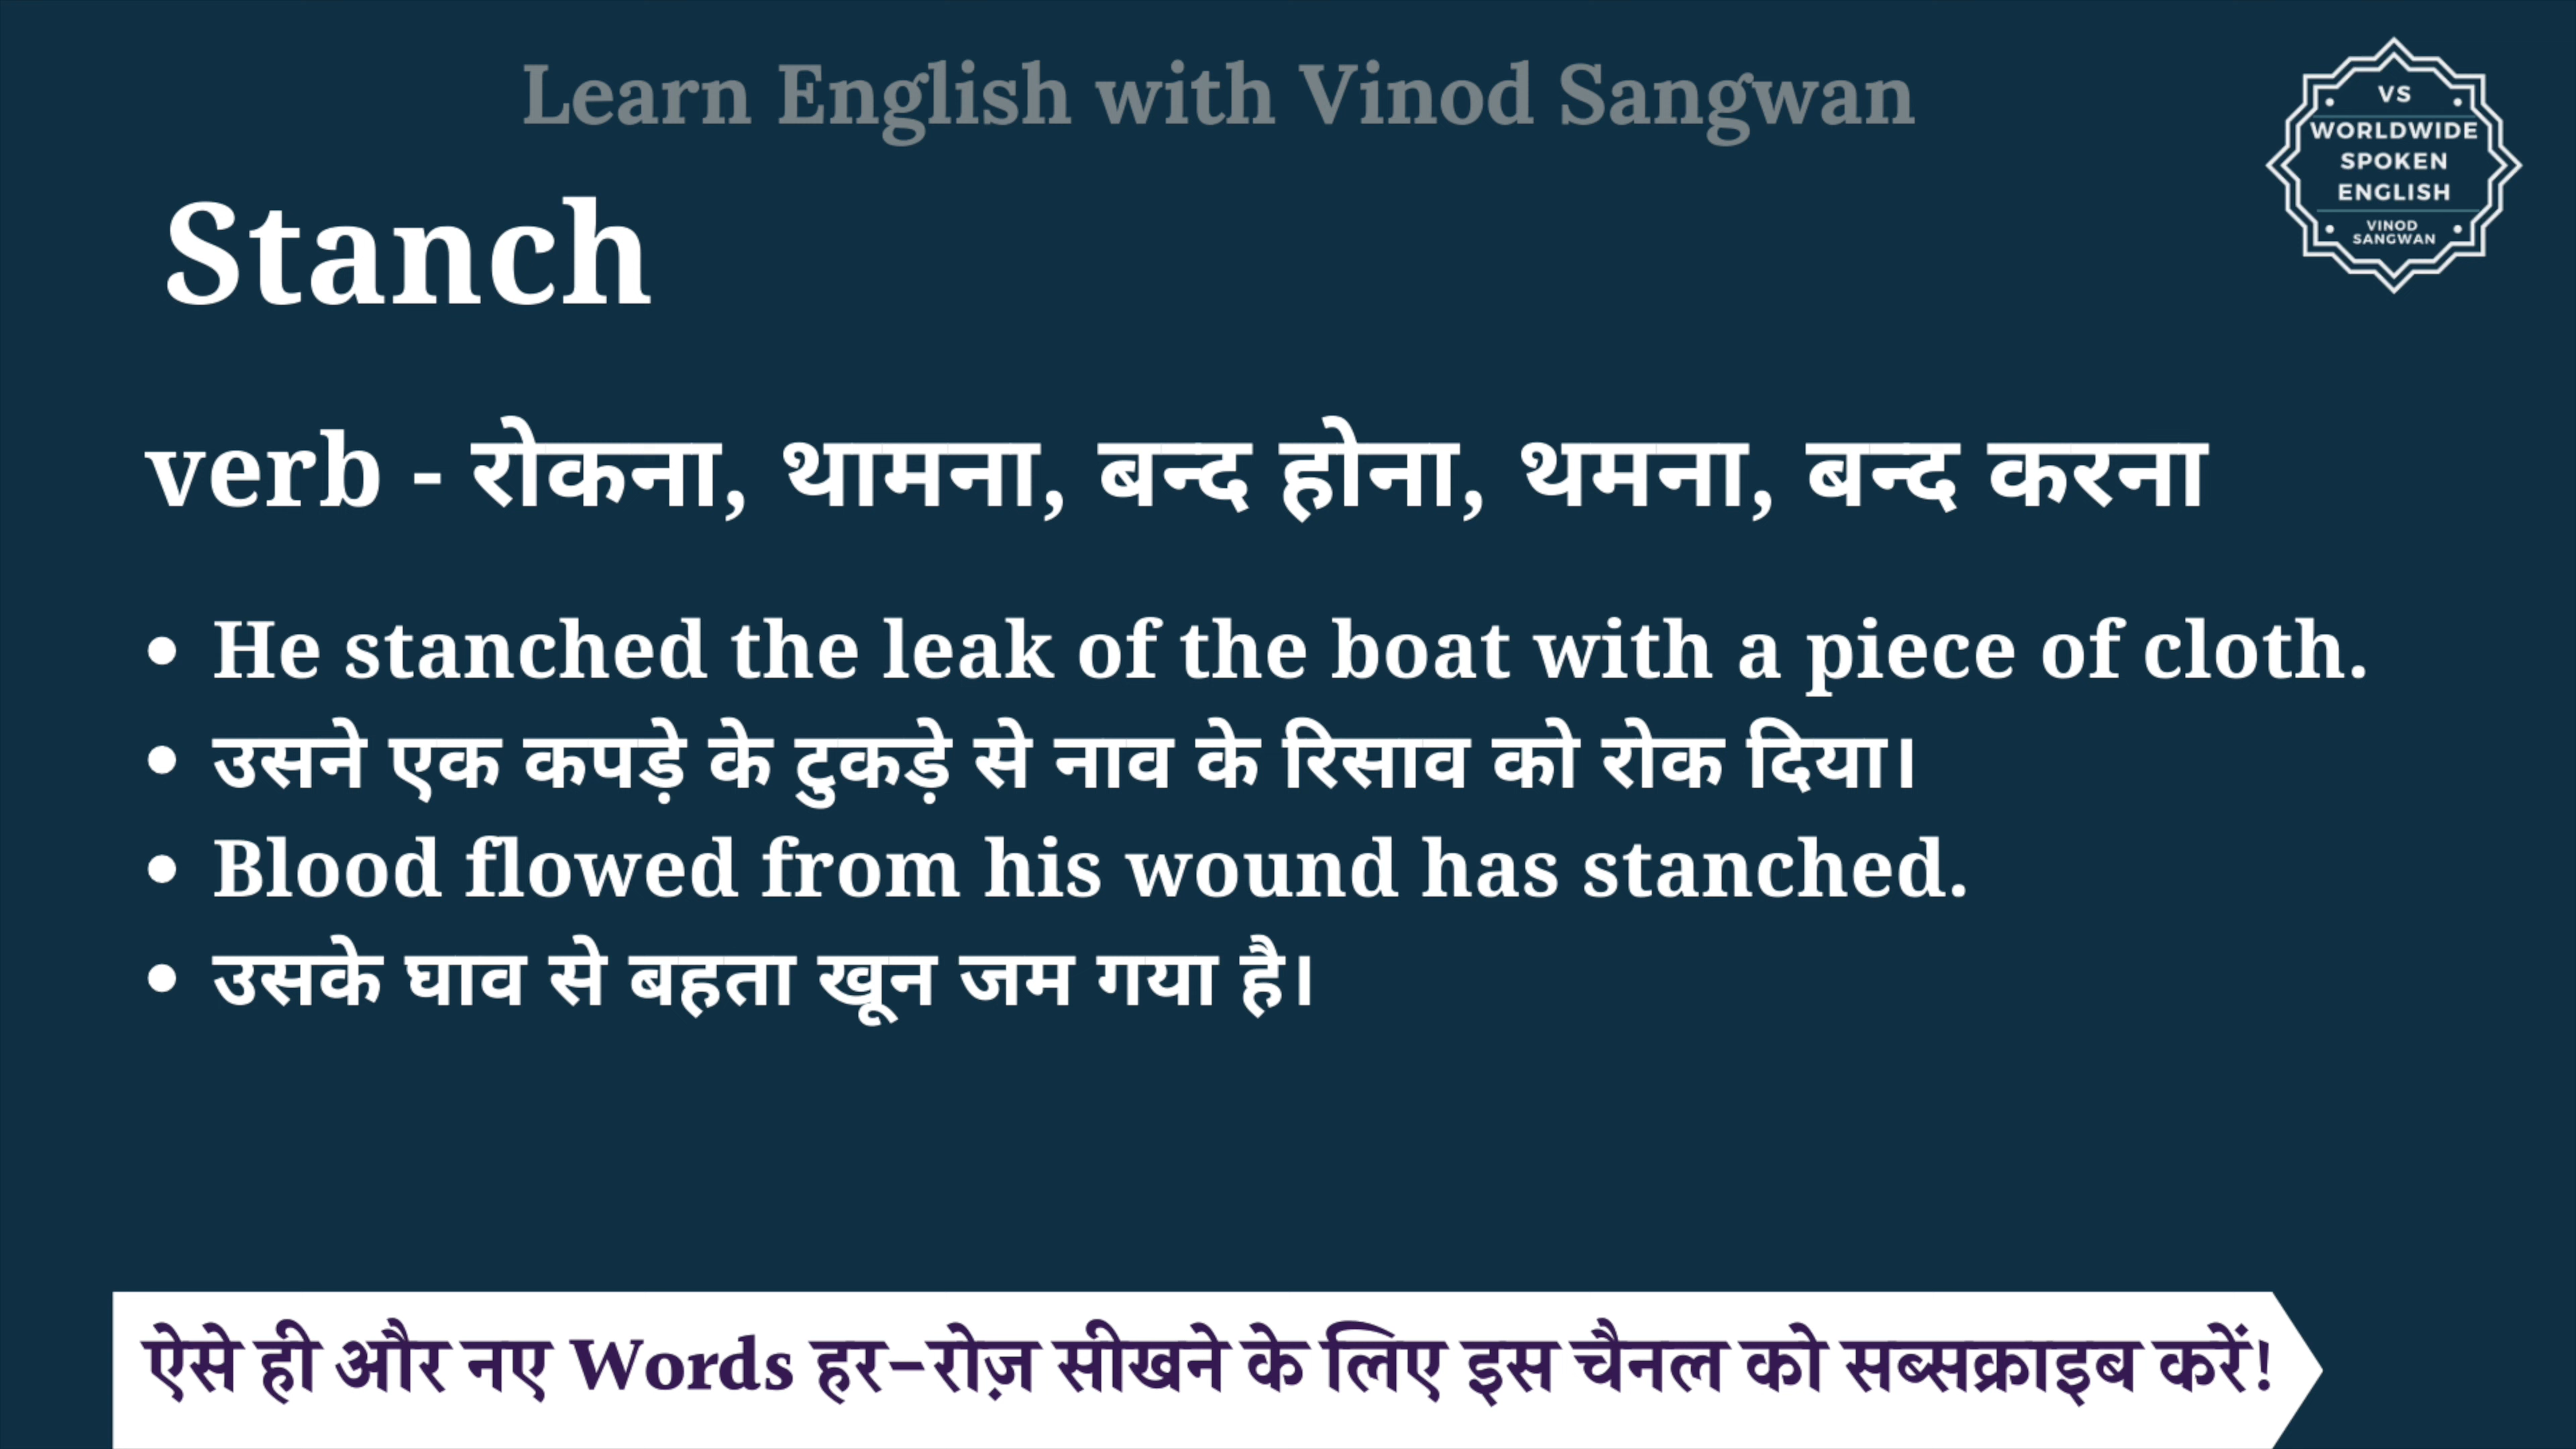 Learn English with Vinod Sangwan
VS
WORLDWIDE
SPOKEN
ENGLISH
VINOD
SANGWAN
Stanch
verb - रोकना, थामना, बन्द होना, थमना, बन्द करना
• He stanched the leak of the boat with a piece of cloth.
• उसने एक कपड़े के टुकड़े से नाव के रिसाव को रोक दिया।
• Blood flowed from his wound has stanched.
• उसके घाव से बहता खून जम गया है।
ऐसे ही और नए Words हर-रोज़ सीखने के लिए इस चैनल को सब्सक्राइब करें!